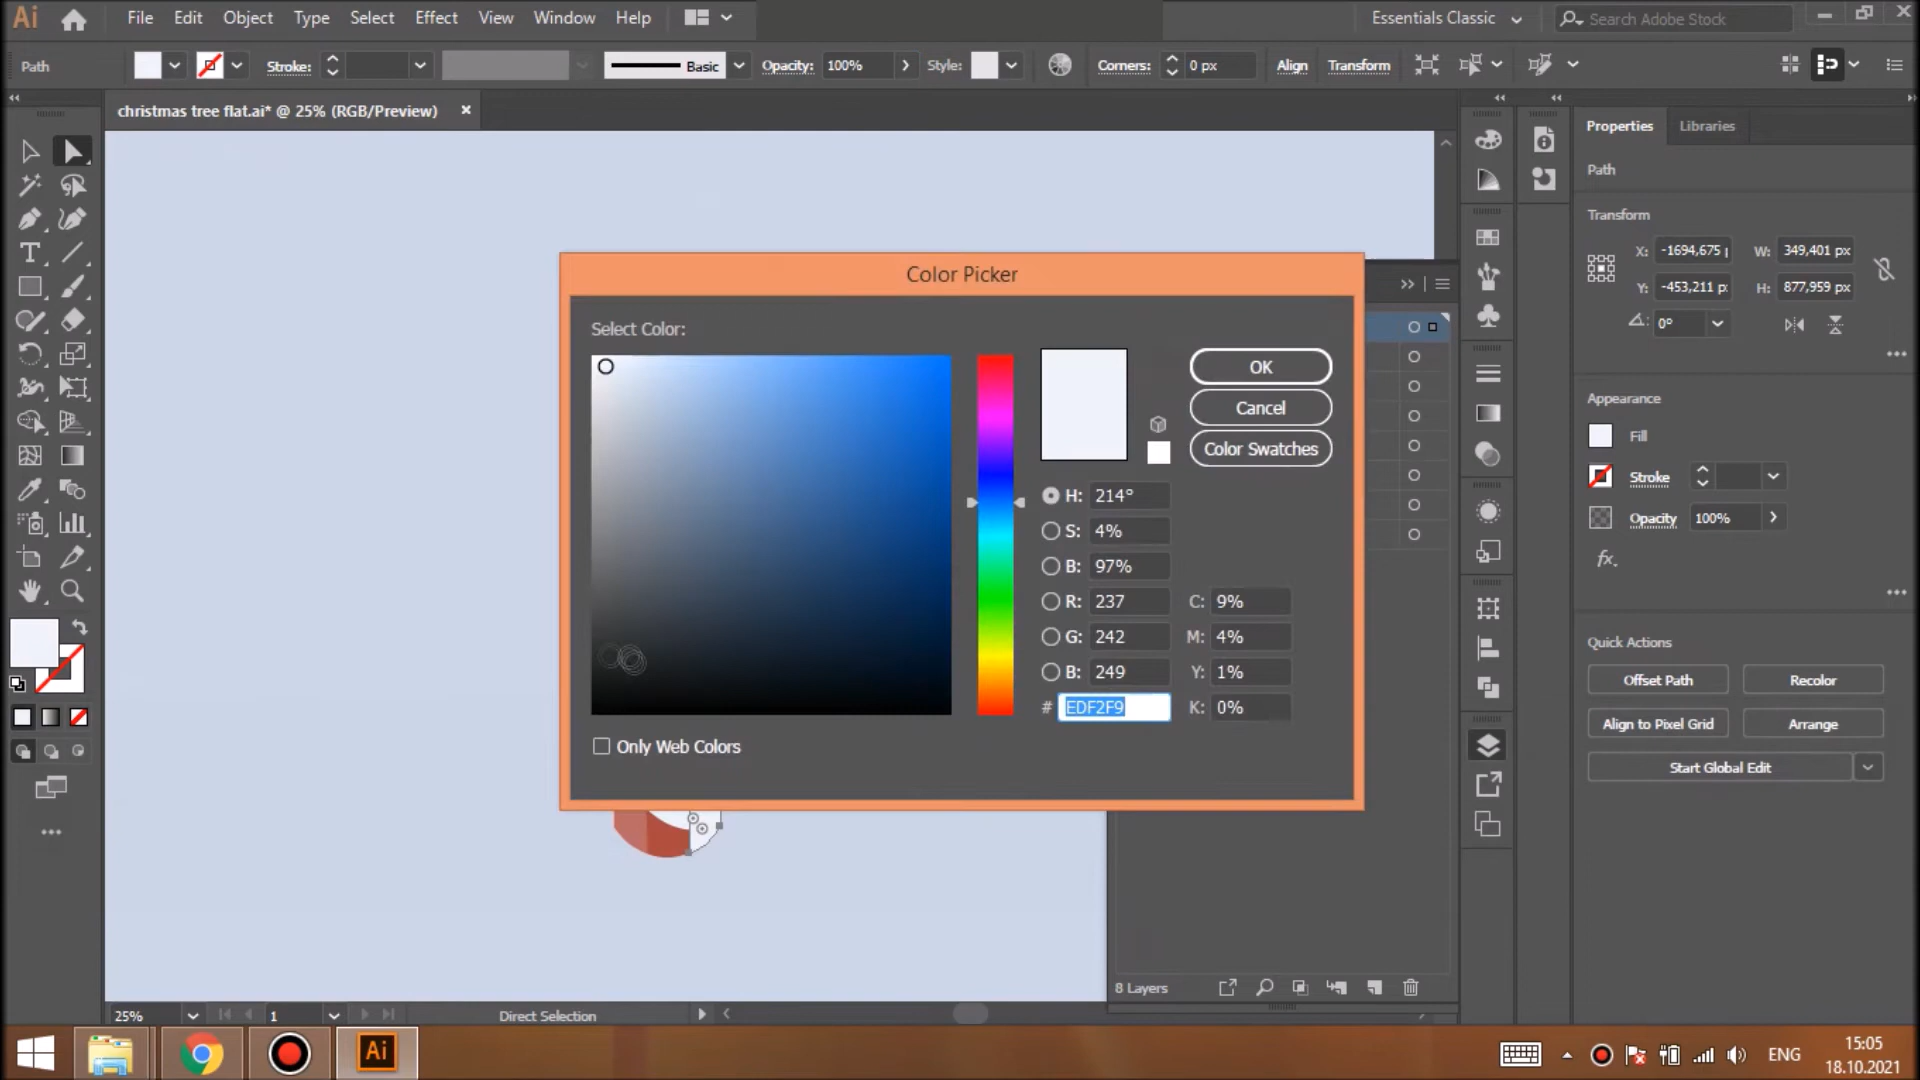 Ai File Edit Object Type Select Effect View Window Help Essentials Classic Search Adobe Stock
Path Stroke: Basic Opacity: 100% Style: Corners: 0 px Align Transform
christmas tree flat.ai* @ 25% (RGB/Preview)
Properties Libraries
Path
Transform
X: -1694,675 W: 349,401 px
Y: -453,211 H: 877,959 px
0°
Appearance
Fill
Stroke
Opacity 100%
fx
Quick Actions
Offset Path Recolor
Align to Pixel Grid Arrange
Start Global Edit
Color Picker
Select Color:
OK
Cancel
Color Swatches
H: 214°
S: 4%
B: 97%
R: 237 C: 9%
G: 242 M: 4%
B: 249 Y: 1%
# EDF2F9 K: 0%
Only Web Colors
8 Layers
25% 1 Direct Selection
Ai ENG 15:05
18.10.2021